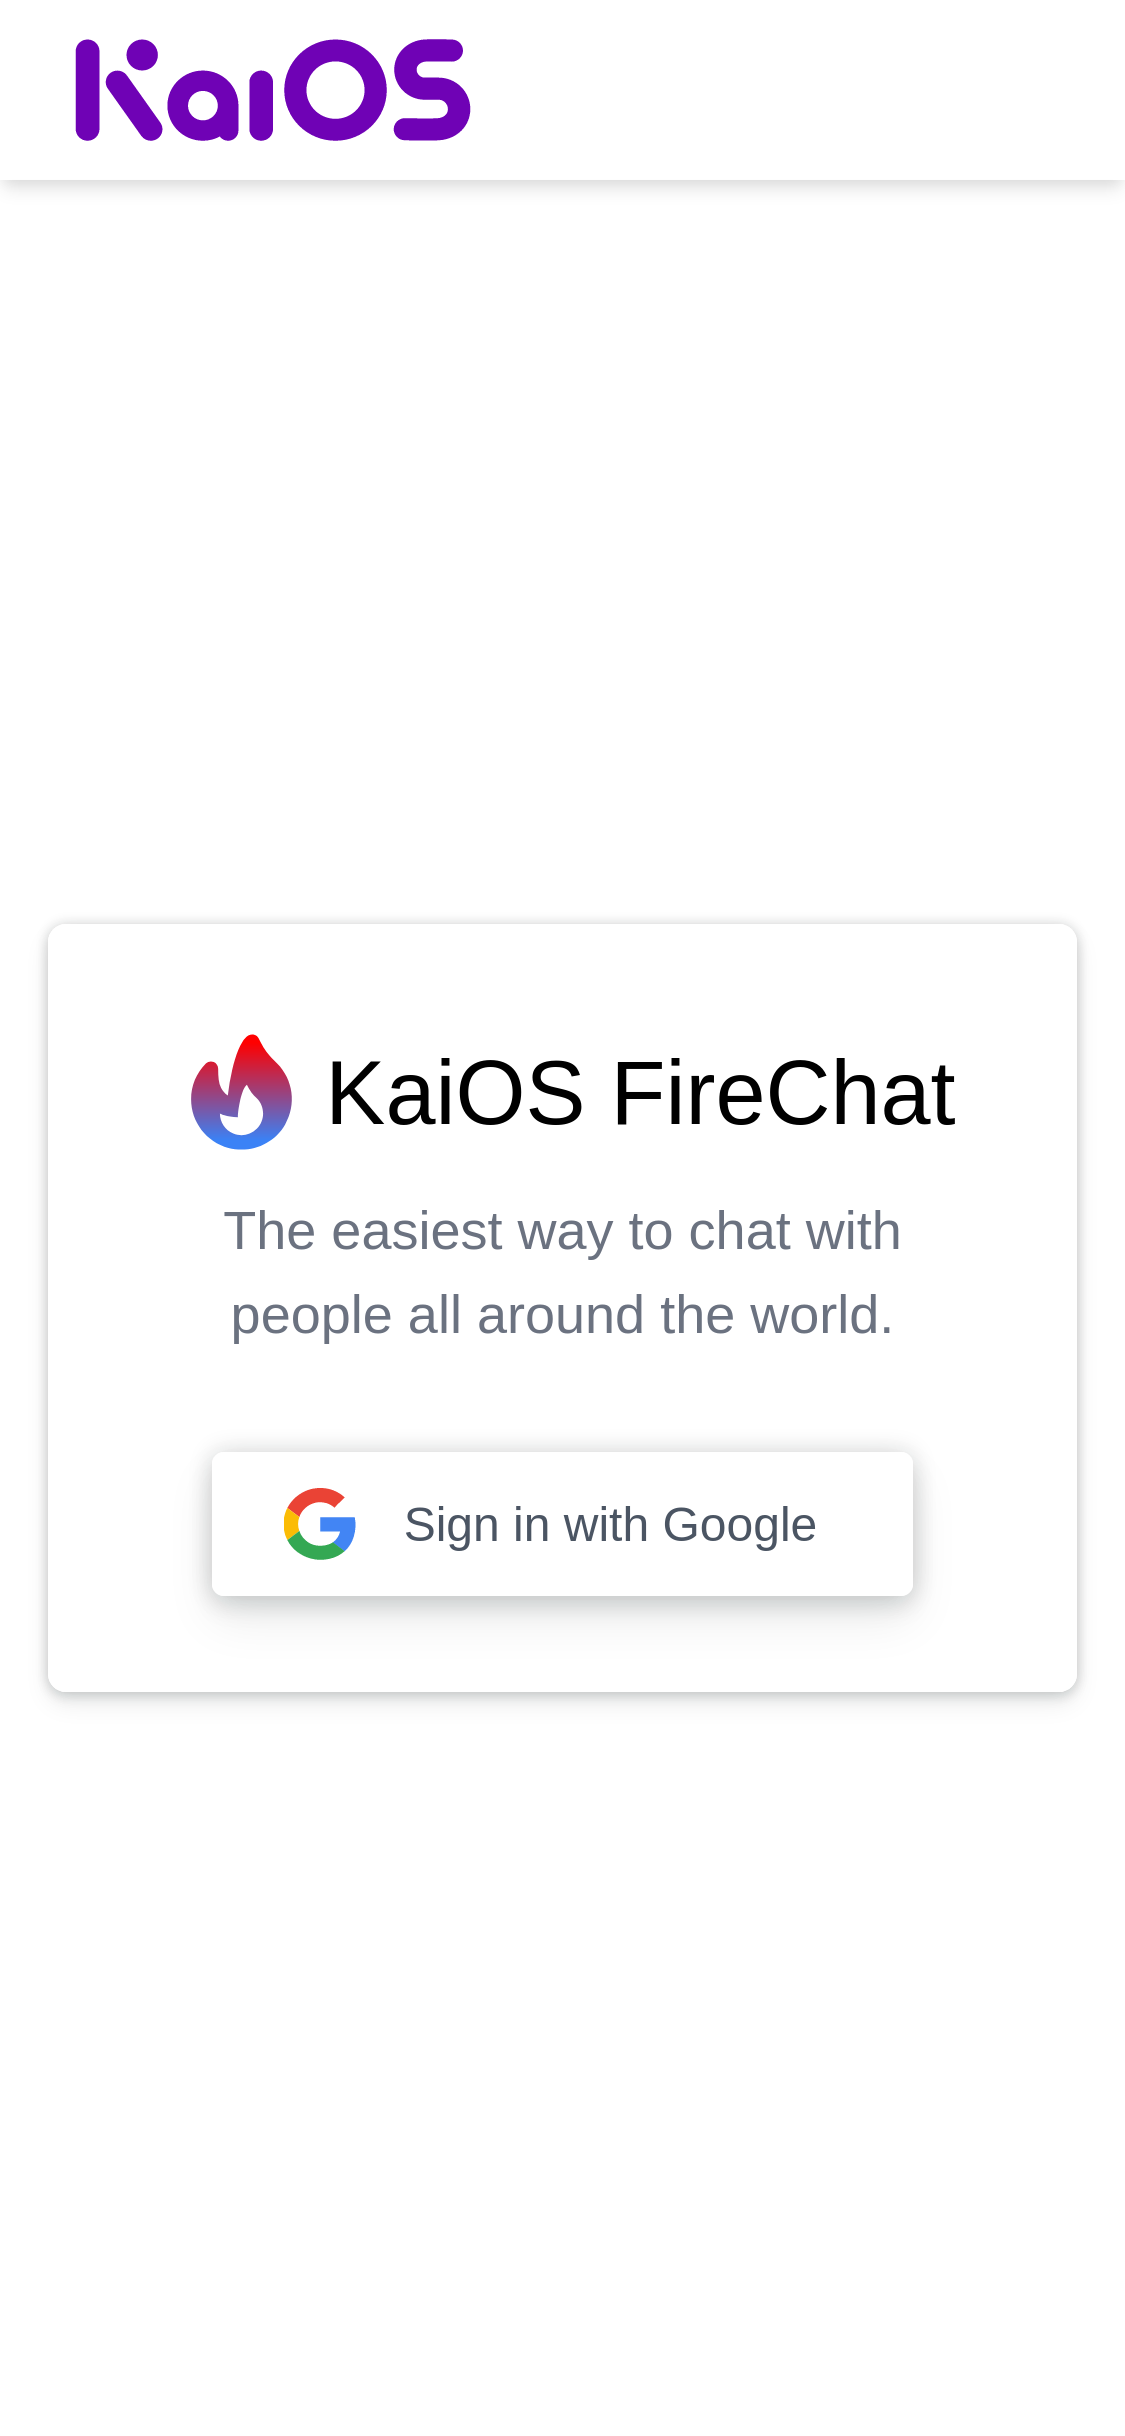 KaiOS
KaiOS FireChat
The easiest way to chat with
people all around the world.
Sign in with Google